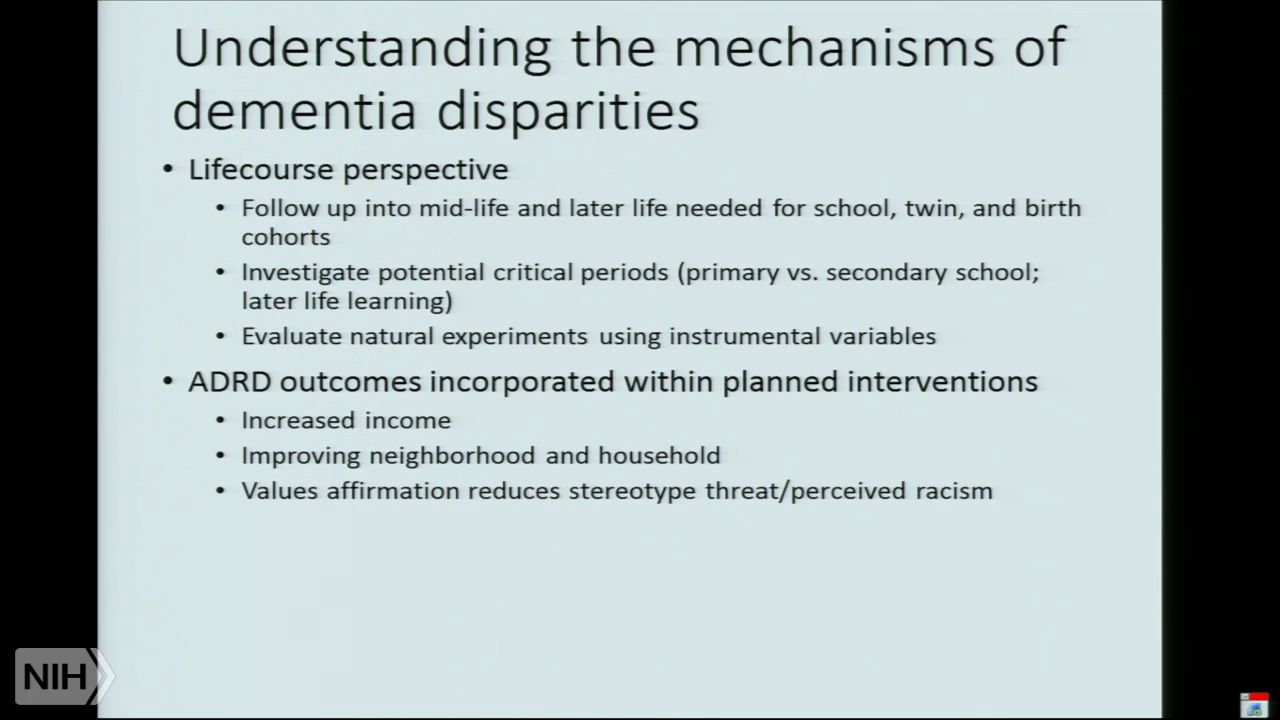 Understanding the mechanisms of
dementia disparities
• Lifecourse perspective
• Follow up into mid-life and later life needed for school, twin, and birth
cohorts
• Investigate potential critical periods (primary vs. secondary school;
later life learning)
• Evaluate natural experiments using instrumental variables
• ADRD outcomes incorporated within planned interventions
• Increased income
• Improving neighborhood and household
• Values affirmation reduces stereotype threat/perceived racism
NIH